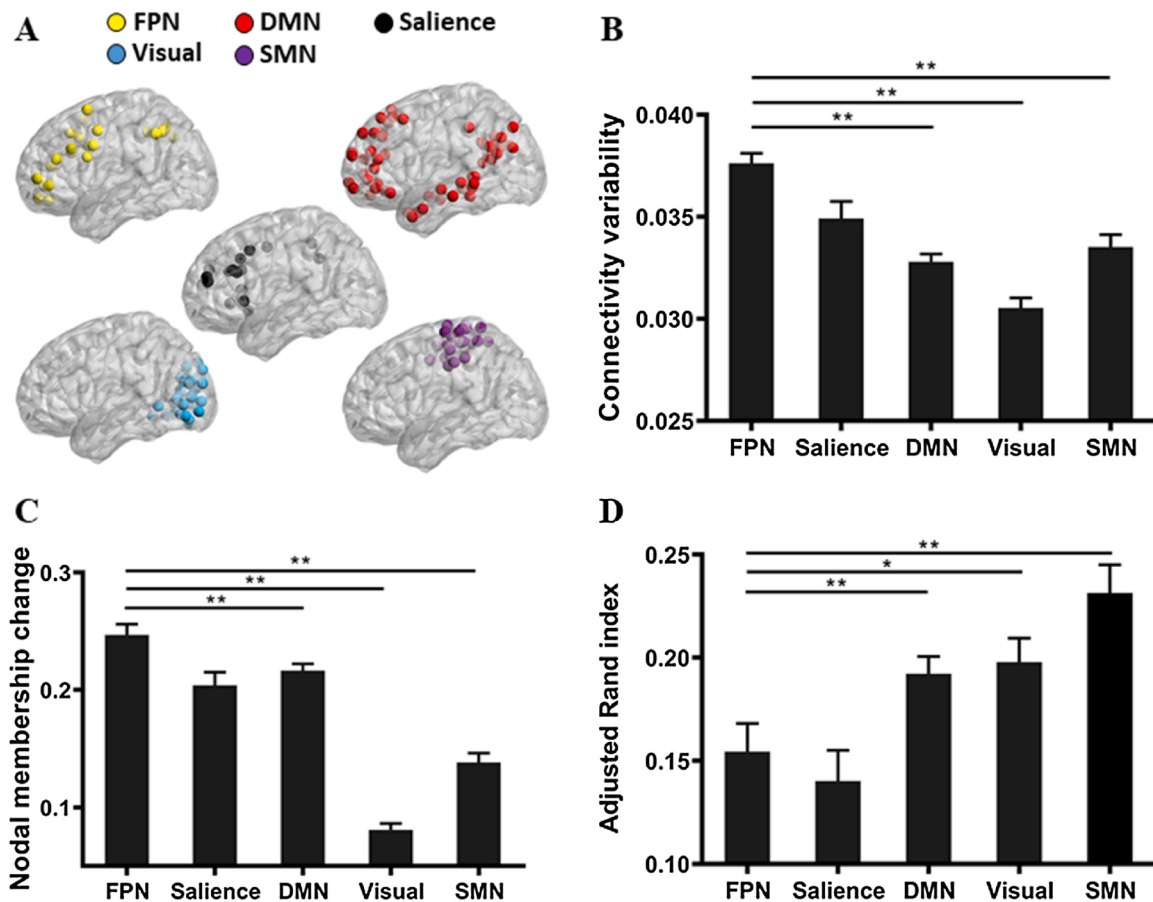 A
FPN DMN Salience
Visual SMN
B
** 
**
**
Connectivity variability
0.040
0.035
0.030
0.025
FPN Salience DMN Visual SMN
C
**
**
**
Nodal membership change
0.3
0.2
0.1
FPN Salience DMN Visual SMN
D
**
*
**
Adjusted Rand index
0.25
0.20
0.15
0.10
FPN Salience DMN Visual SMN